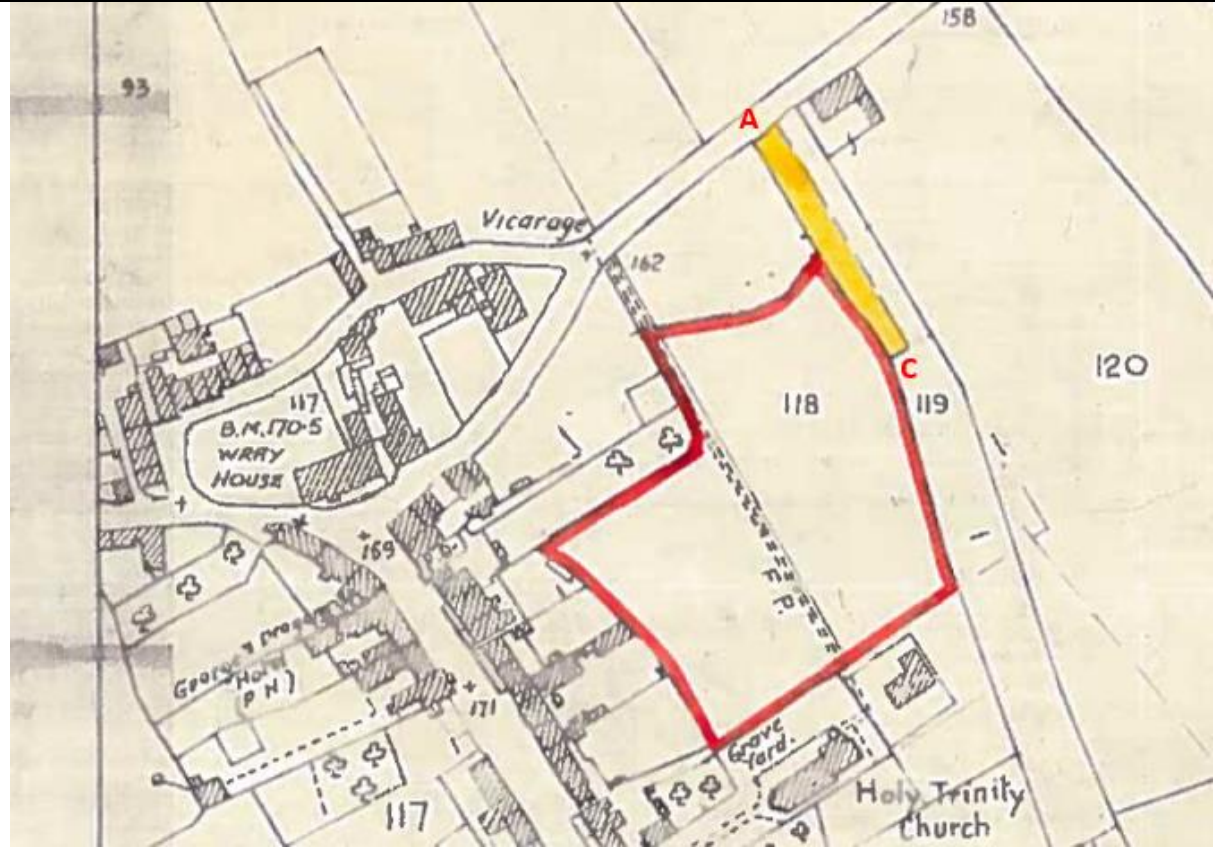 158
93
A
Vicarage
162
120
C
118
119
117
B.M.170·5
WRAY
HOUSE
169
F.P.
Hotel
P H)
171
Grave
Yard.
117
Holy Trinity
Church